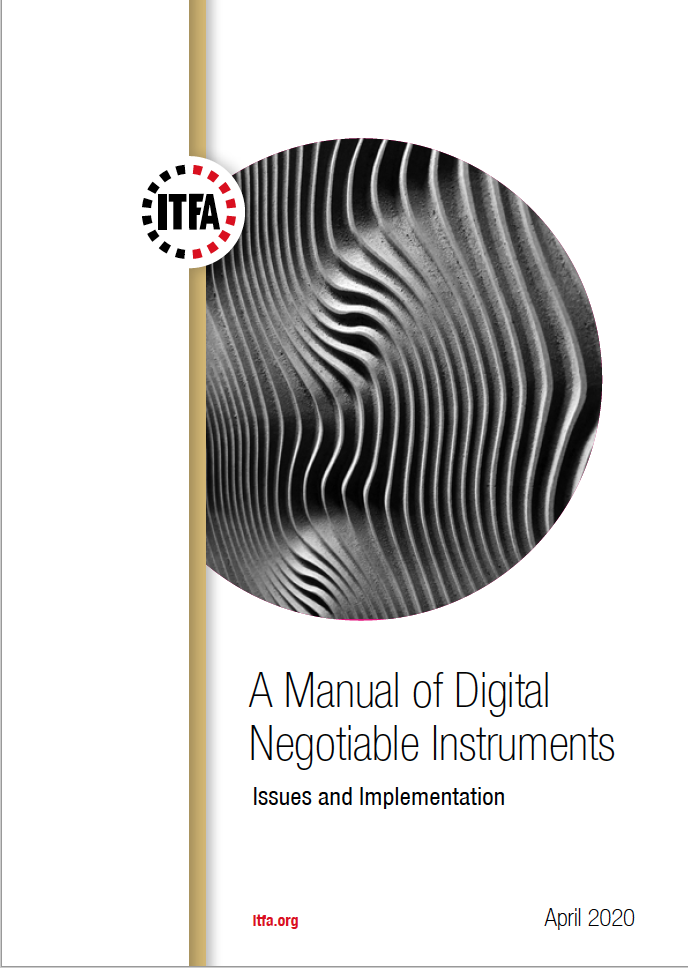 ITFA
A Manual of Digital
Negotiable Instruments
Issues and Implementation
itfa.org
April 2020